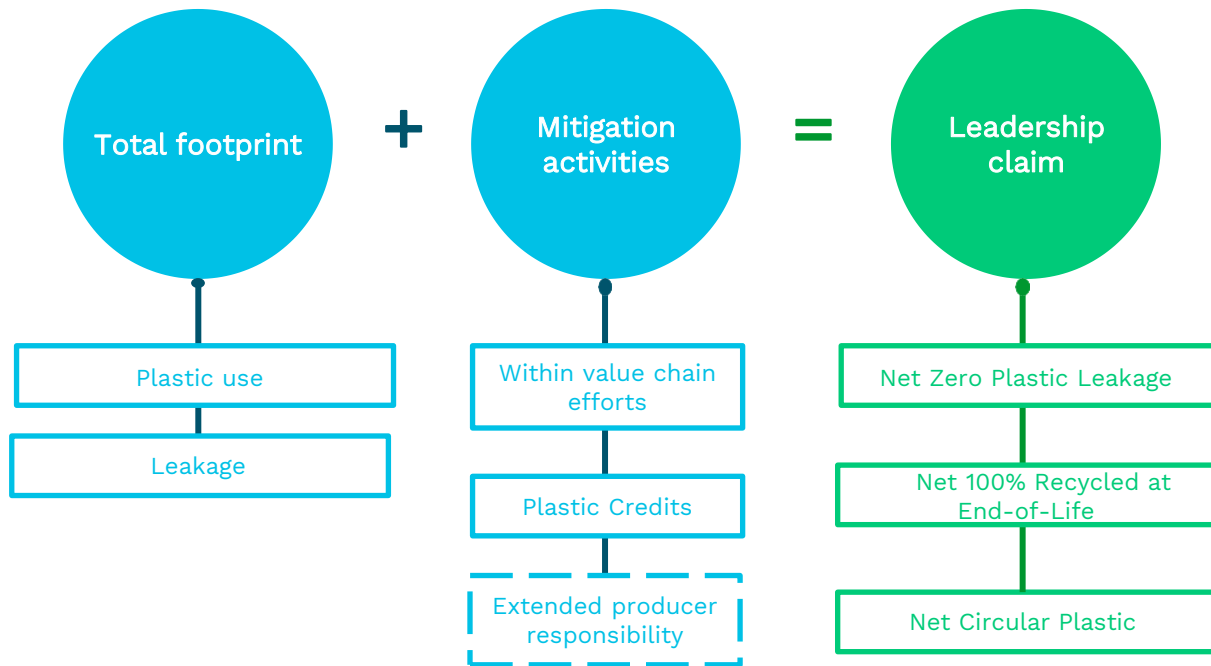 Total footprint
+
Mitigation
activities
=
Leadership
claim
Plastic use
Leakage
Within value chain
efforts
Plastic Credits
Extended producer
responsibility
Net Zero Plastic Leakage
Net 100% Recycled at
End-of-Life
Net Circular Plastic